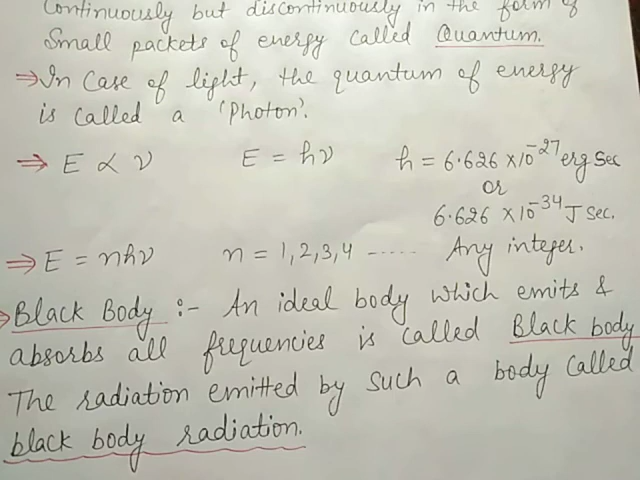 Continuously but discontinuously in the form of
Small packets of energy called Quantum.
⇒ In Case of light, the quantum of energy
is called a 'Photon'.
⇒ E ∝ ν E = hν h = 6.626 × 10⁻²⁷ erg Sec
or
6.626 × 10⁻³⁴ J Sec.
⇒ E = nhν n = 1, 2, 3, 4 ----- Any integer.
⇒ Black Body :- An ideal body which emits &
absorbs all frequencies is called Black body
The radiation emitted by such a body called
black body radiation.